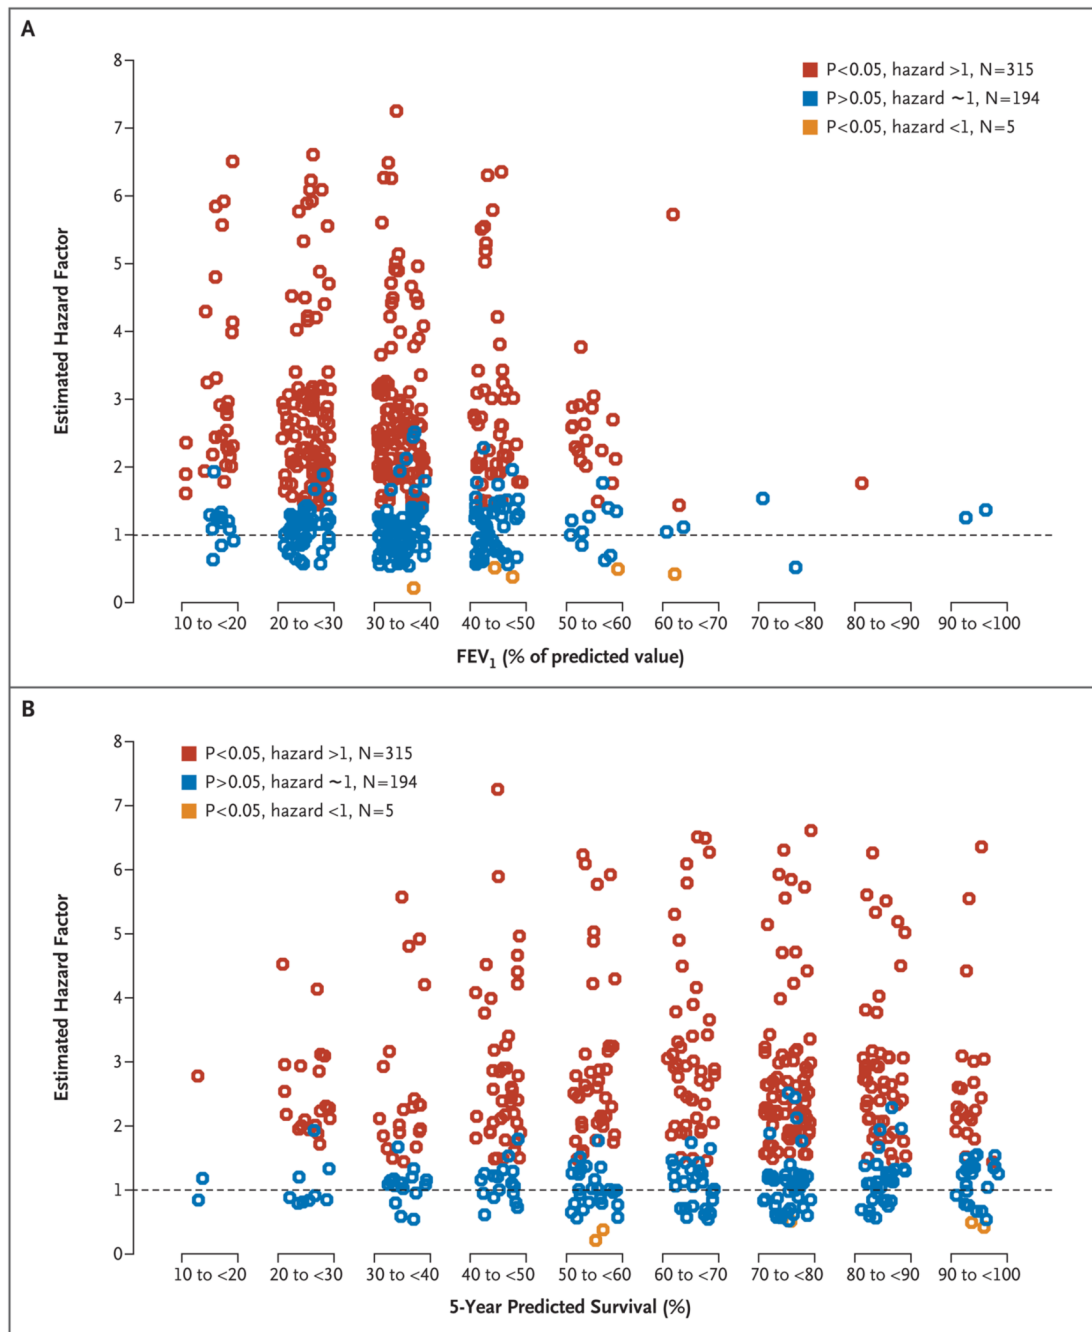 A
8
7
6
5
4
3
2
1
0
Estimated Hazard Factor
P<0.05, hazard >1, N=315
P>0.05, hazard ~1, N=194
P<0.05, hazard <1, N=5
10 to <20 20 to <30 30 to <40 40 to <50 50 to <60 60 to <70 70 to <80 80 to <90 90 to <100
FEV1 (% of predicted value)
B
8
7
6
5
4
3
2
1
0
Estimated Hazard Factor
P<0.05, hazard >1, N=315
P>0.05, hazard ~1, N=194
P<0.05, hazard <1, N=5
10 to <20 20 to <30 30 to <40 40 to <50 50 to <60 60 to <70 70 to <80 80 to <90 90 to <100
5-Year Predicted Survival (%)